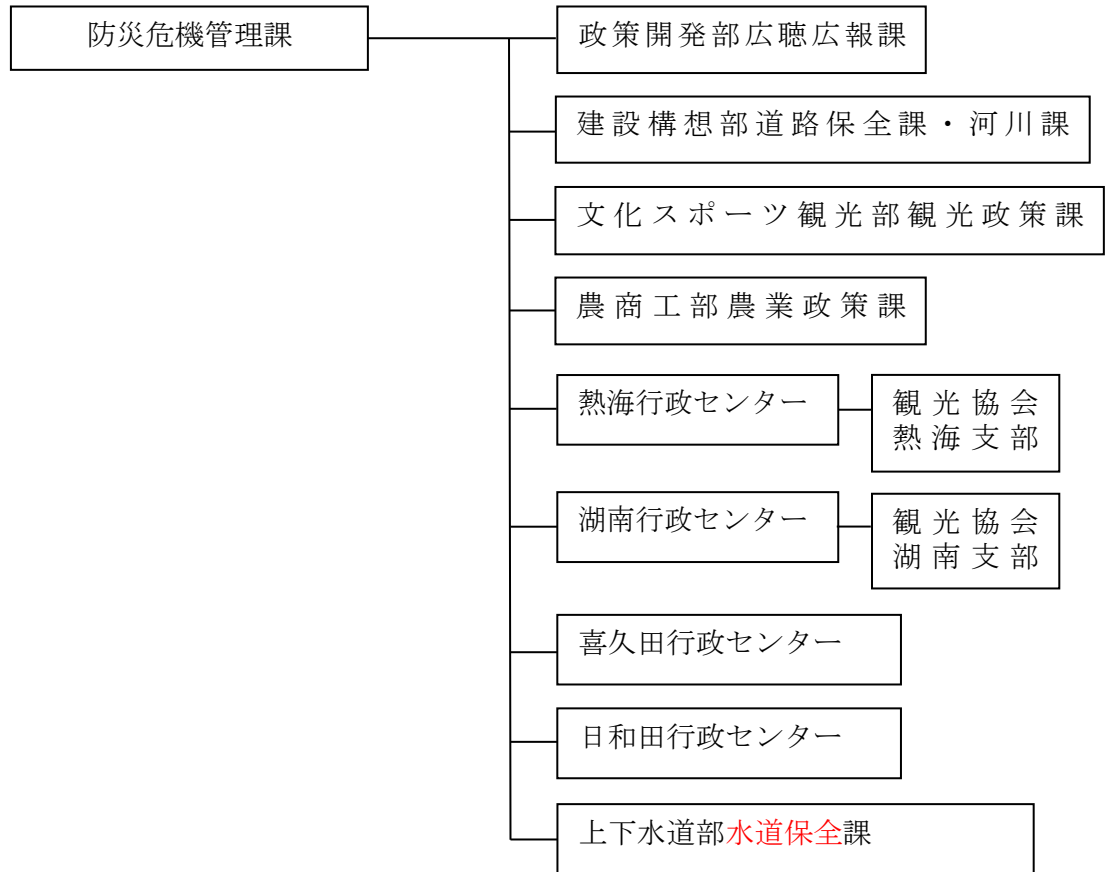 防災危機管理課
政策開発部広聴広報課
建設構想部道路保全課・河川課
文化スポーツ観光部観光政策課
農商工部農業政策課
熱海行政センター
観光協会
熱海支部
湖南行政センター
観光協会
湖南支部
喜久田行政センター
日和田行政センター
上下水道部水道保全課